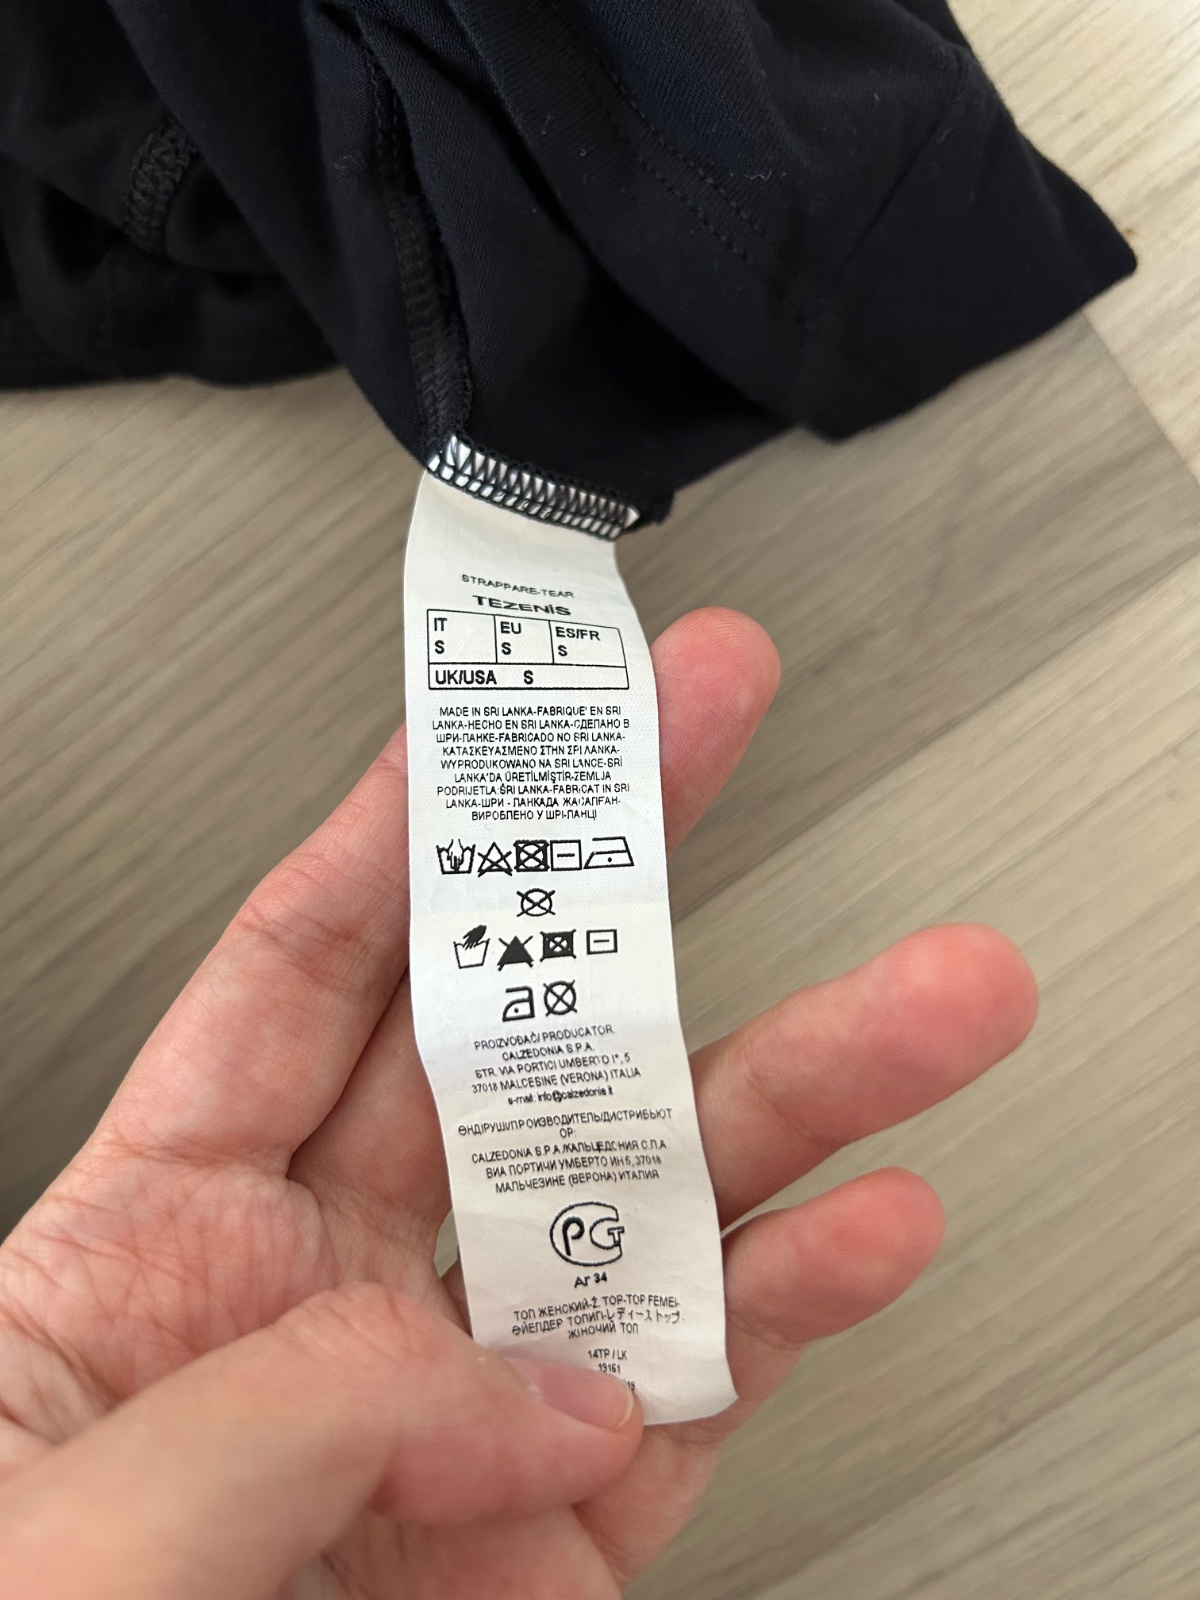 STRAPPARE-TEAR
TEZENIS
IT EU ES/FR
S S S
UK/USA S
MADE IN SRI LANKA-FABRIQUE' EN SRI
LANKA-HECHO EN SRI LANKA-СДЕЛАНО В
ШРИ-ЛАНКЕ-FABRICADO NO SRI LANKA-
ΚΑΤΑΣΚΕΥΑΣΜΕΝΟ ΣΤΗΝ ΣΡΙ ΛΑΝΚΑ-
WYPRODUKOWANO NA SRI LANCE-SRİ
LANKA'DA ÜRETİLMİŞTİR-ZEMLJA
PODRIJETLA:ŠRI LANKA-FABRICAT IN SRI
LANKA-ШРИ - ЛАНКАДА ЖАСАЛҒАН-
ВИРОБЛЕНО У ШРІ-ЛАНЦІ
PROIZVOĐAČ/ PRODUCATOR:
CALZEDONIA S.P.A.
STR. VIA PORTICI UMBERTO I°, 5
37018 MALCESINE (VERONA) ITALIA
e-mail: info@calzedonia.it
ӨНДІРУШІ/ПРОИЗВОДИТЕЛЬ/ДИСТРИБЬЮТ
ОР:
CALZEDONIA S.P.A./КАЛЬЦЕДОНИЯ С.П.А.
ВИА ПОРТИЧИ УМБЕРТО 5, 37018
МАЛЬЧЕЗИНЕ (ВЕРОНА) ИТАЛИЯ
РСТ
Аг 34
ТОП ЖЕНСКИЙ-Ž. TOP-TOP FEMEI-
ӘЙЕЛДЕР ТОПИГІ-レディーストップ-
ЖІНОЧИЙ ТОП
14TP / LK
19161